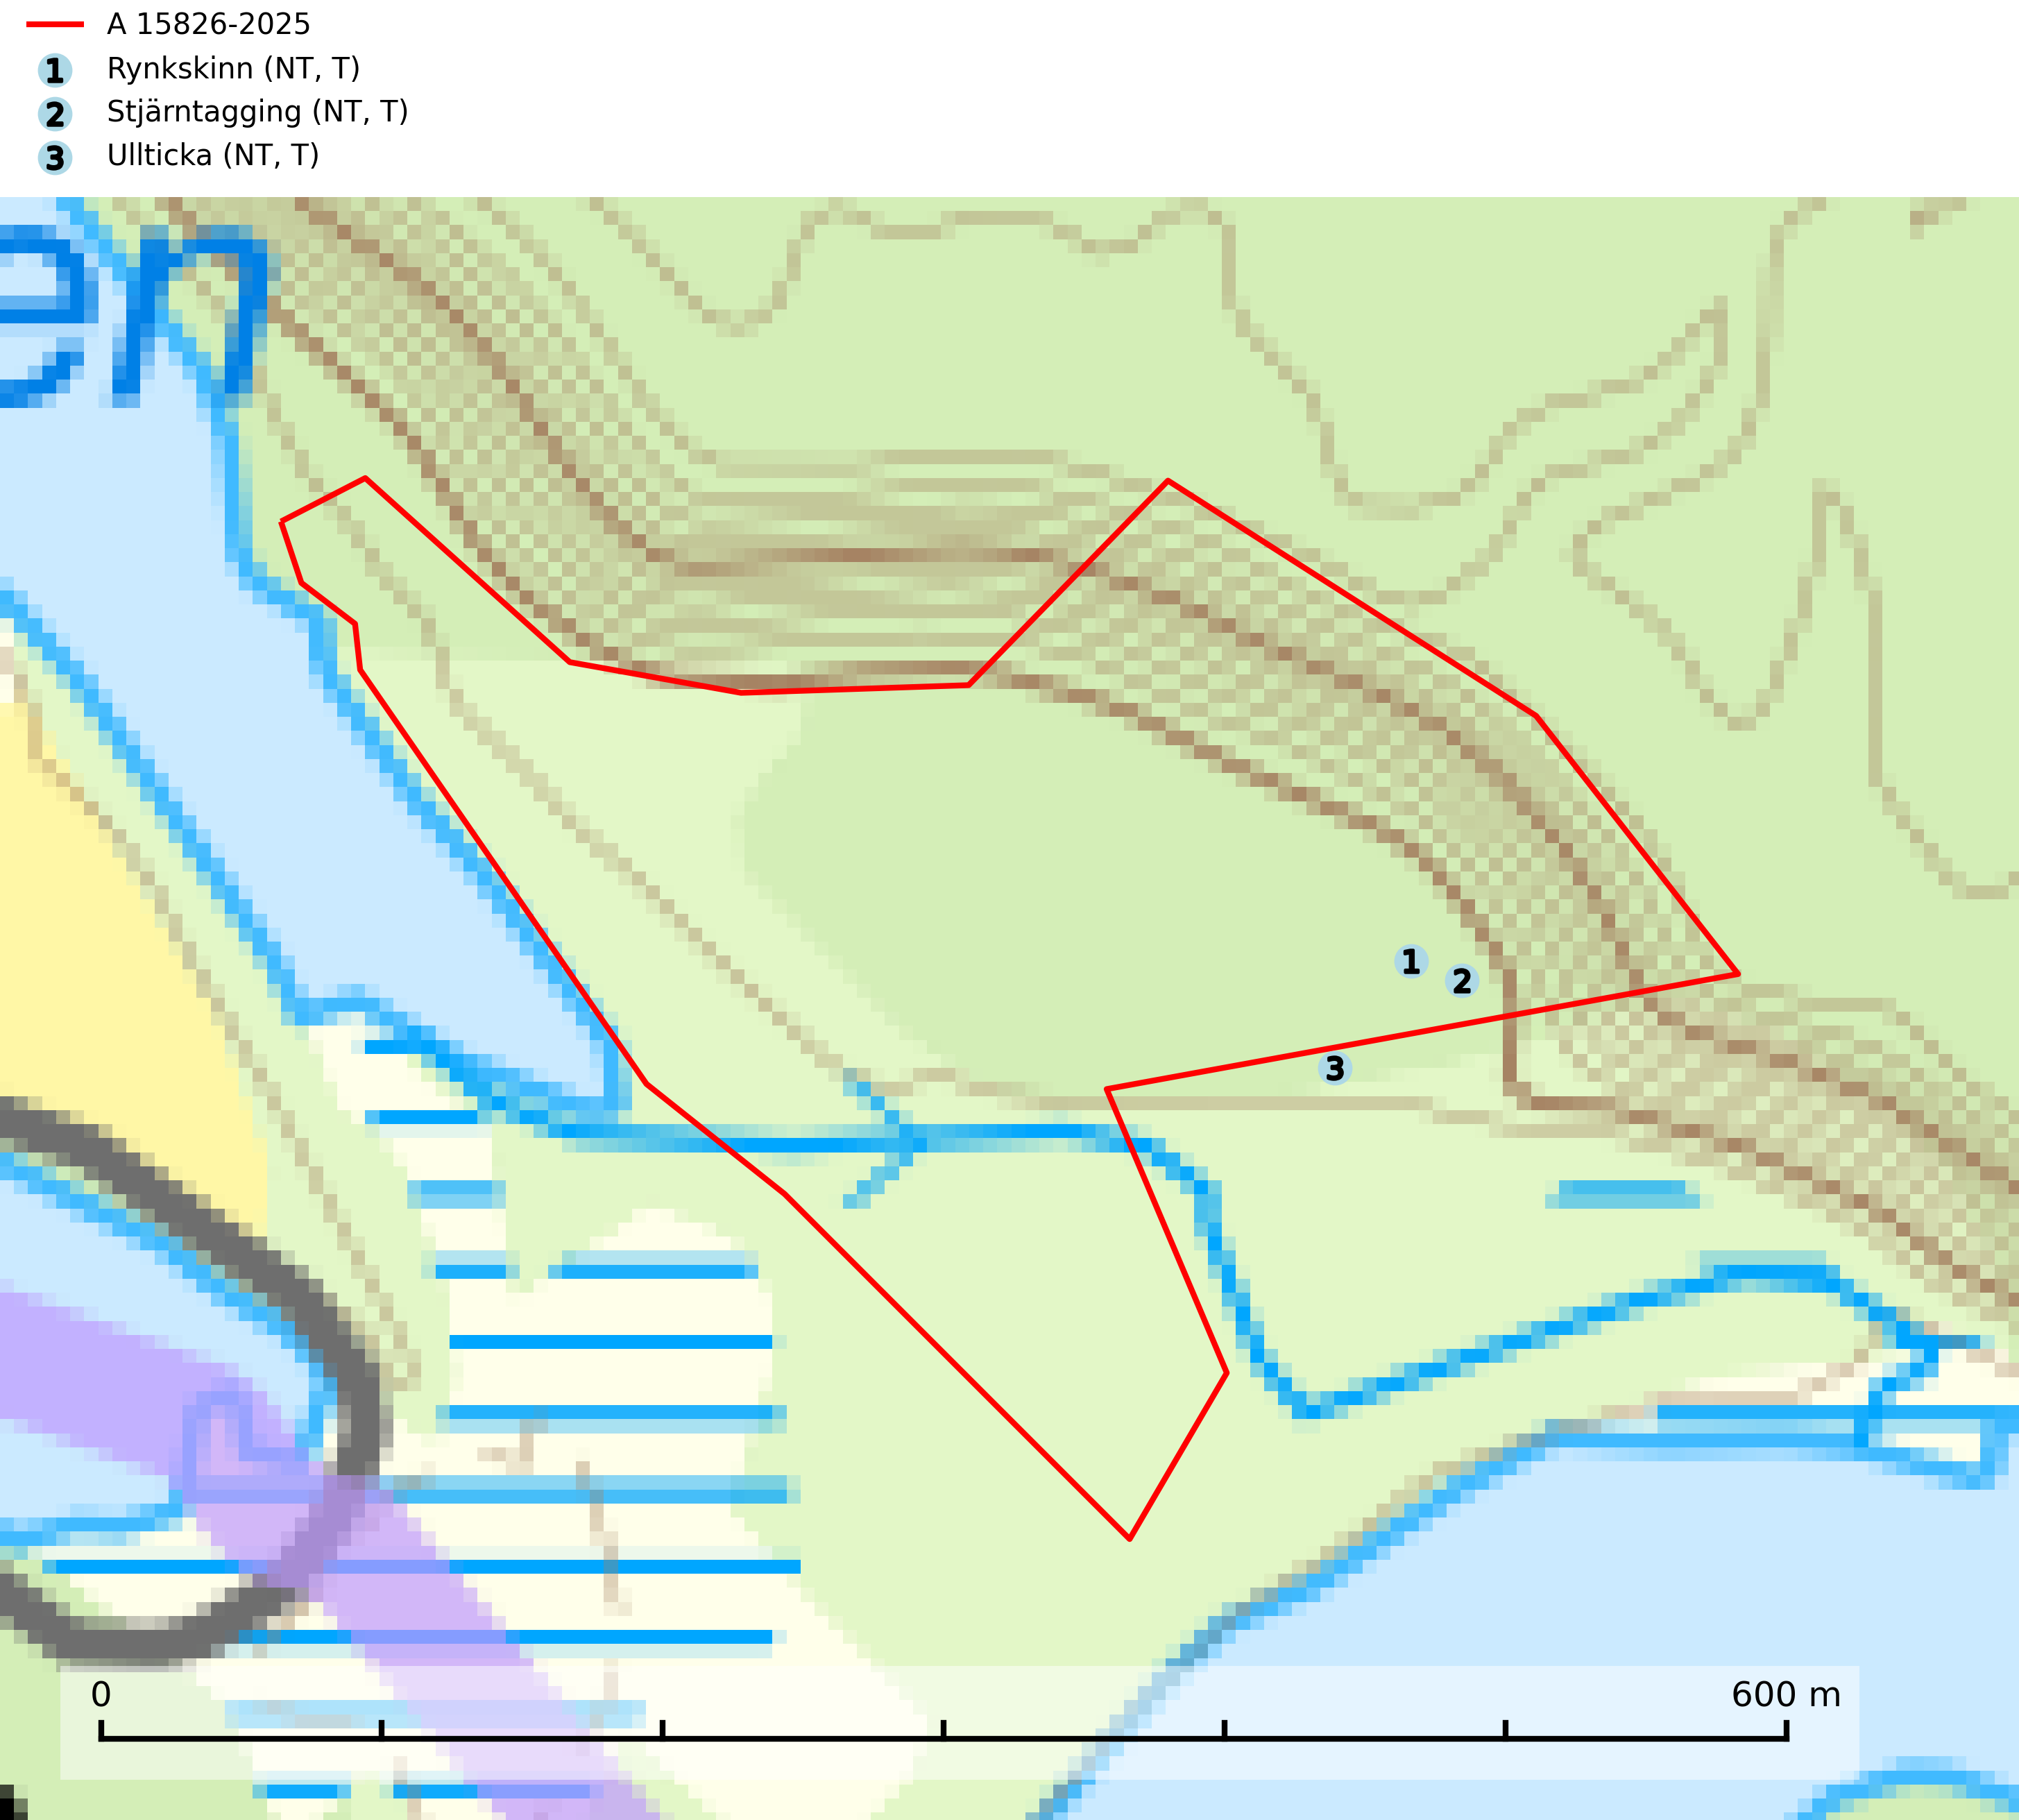 A 15826-2025
1 Rynkskinn (NT, T)
2 Stjärntagging (NT, T)
3 Ullticka (NT, T)
1
2
3
0 600 m